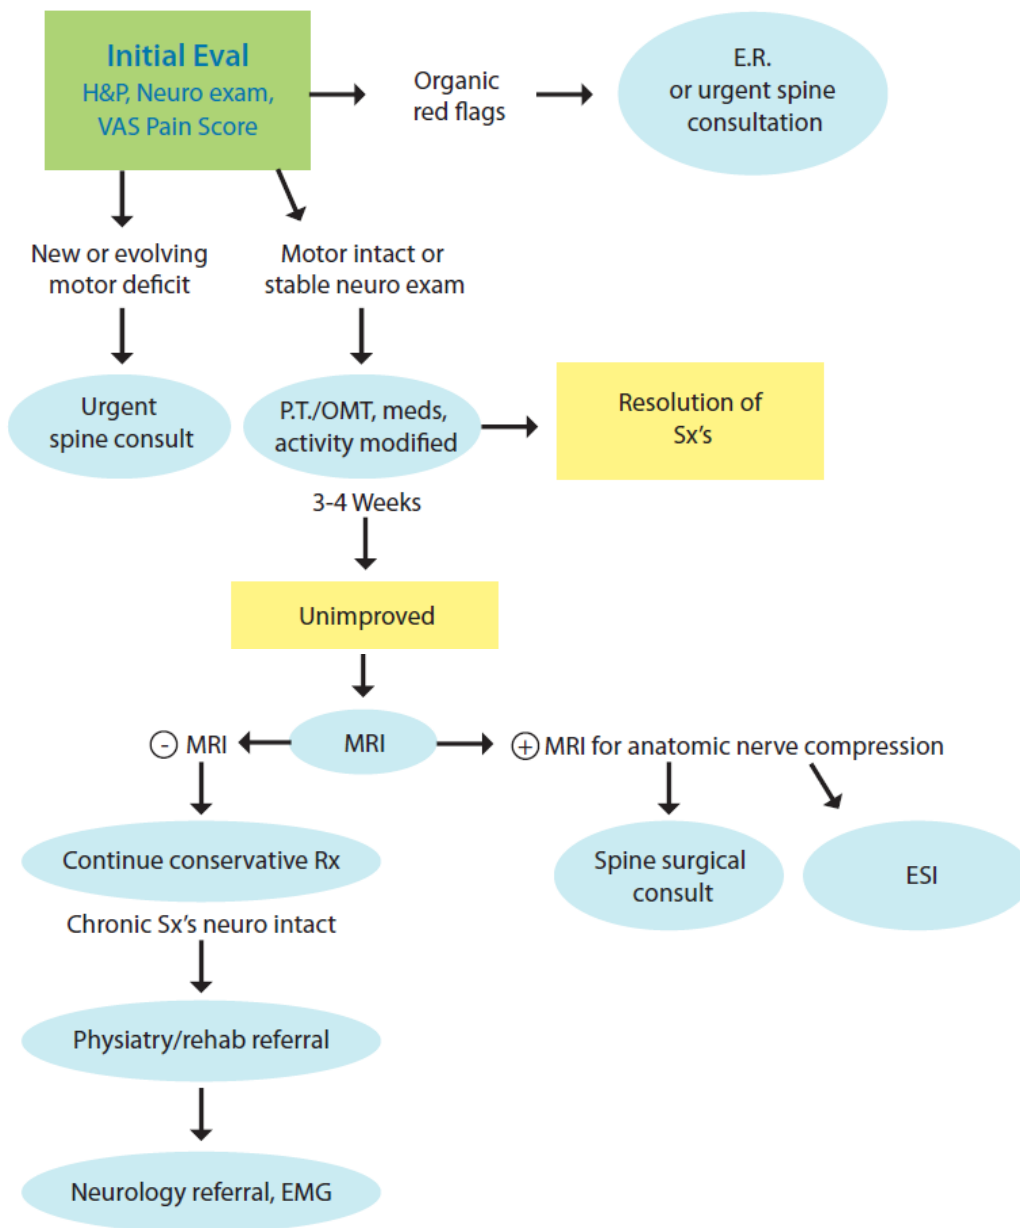 Initial Eval
H&P, Neuro exam,
VAS Pain Score
Organic
red flags
E.R.
or urgent spine
consultation
New or evolving
motor deficit
Motor intact or
stable neuro exam
Urgent
spine consult
P.T./OMT, meds,
activity modified
Resolution of
Sx's
3-4 Weeks
Unimproved
- MRI
MRI
+ MRI for anatomic nerve compression
Continue conservative Rx
Spine surgical
consult
ESI
Chronic Sx's neuro intact
Physiatry/rehab referral
Neurology referral, EMG